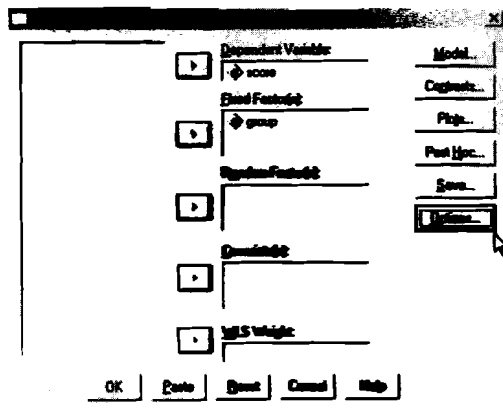 Dependent Variable:
score
Fixed Factor(s):
group
Random Factor(s):
Covariate(s):
WLS Weight:
Model...
Contrasts...
Plots...
Post Hoc...
Save...
Options...
OK
Paste
Reset
Cancel
Help